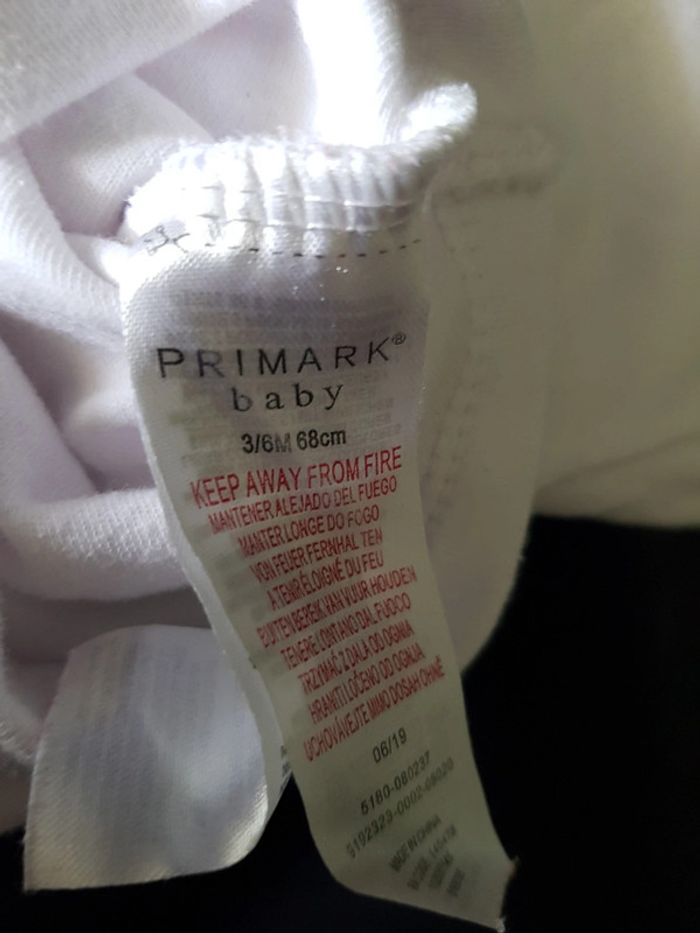 PRIMARK®
baby
3/6M 68cm
KEEP AWAY FROM FIRE
MANTENER ALEJADO DEL FUEGO
MANTER LONGE DO FOGO
VON FEUER FERNHAL TEN
A TENIR ÉLOIGNÉ DU FEU
BUITEN BEREIK VAN VUUR HOUDEN
TENERE LONTANO DAL FUOCO
TRZYMAĆ Z DALA OD OGNIA
HRANITI LOČENO OD OGNJA
UCHOVÁVEJTE MIMO DOSAH OHNĚ
06/19
5180-080237
MADE IN CHINA